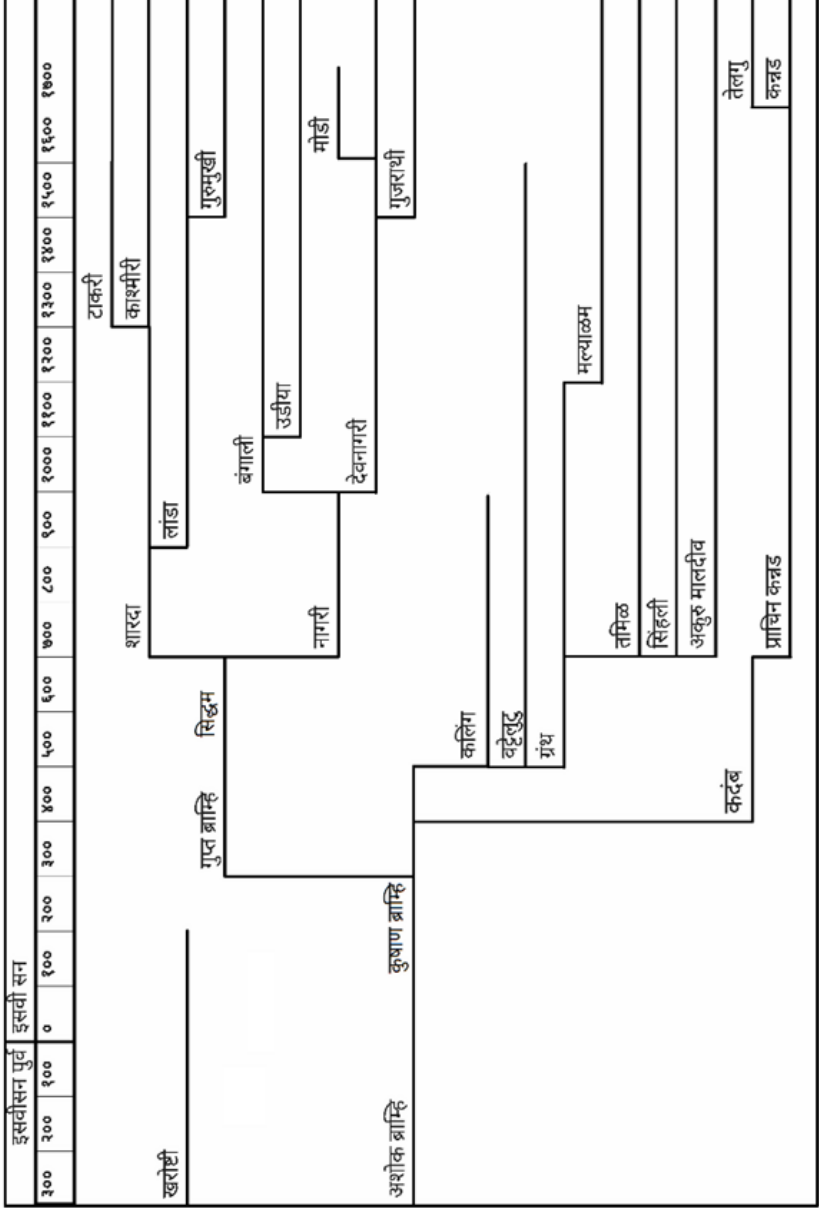 इसवीसन पुर्व इसवी सन
३०० २०० १०० ० १०० २०० ३०० ४०० ५०० ६०० ७०० ८०० ९०० १००० ११०० १२०० १३०० १४०० १५०० १६०० १७००
टाकरी
शारदा काश्मीरी
खरोष्टी लांडा
गुप्त ब्राम्हि सिद्धम गुरुमुखी
बंगाली
उडीया
नागरी मोडी
देवनागरी
अशोक ब्राम्हि कुषाण ब्राम्हि गुजराथी
कलिंग
वट्टेलुटु
ग्रंथ
मल्याळम
तमिळ
सिंहली
अकुरु मालदीव
कदंब तेलगु
प्राचिन कन्नड कन्नड